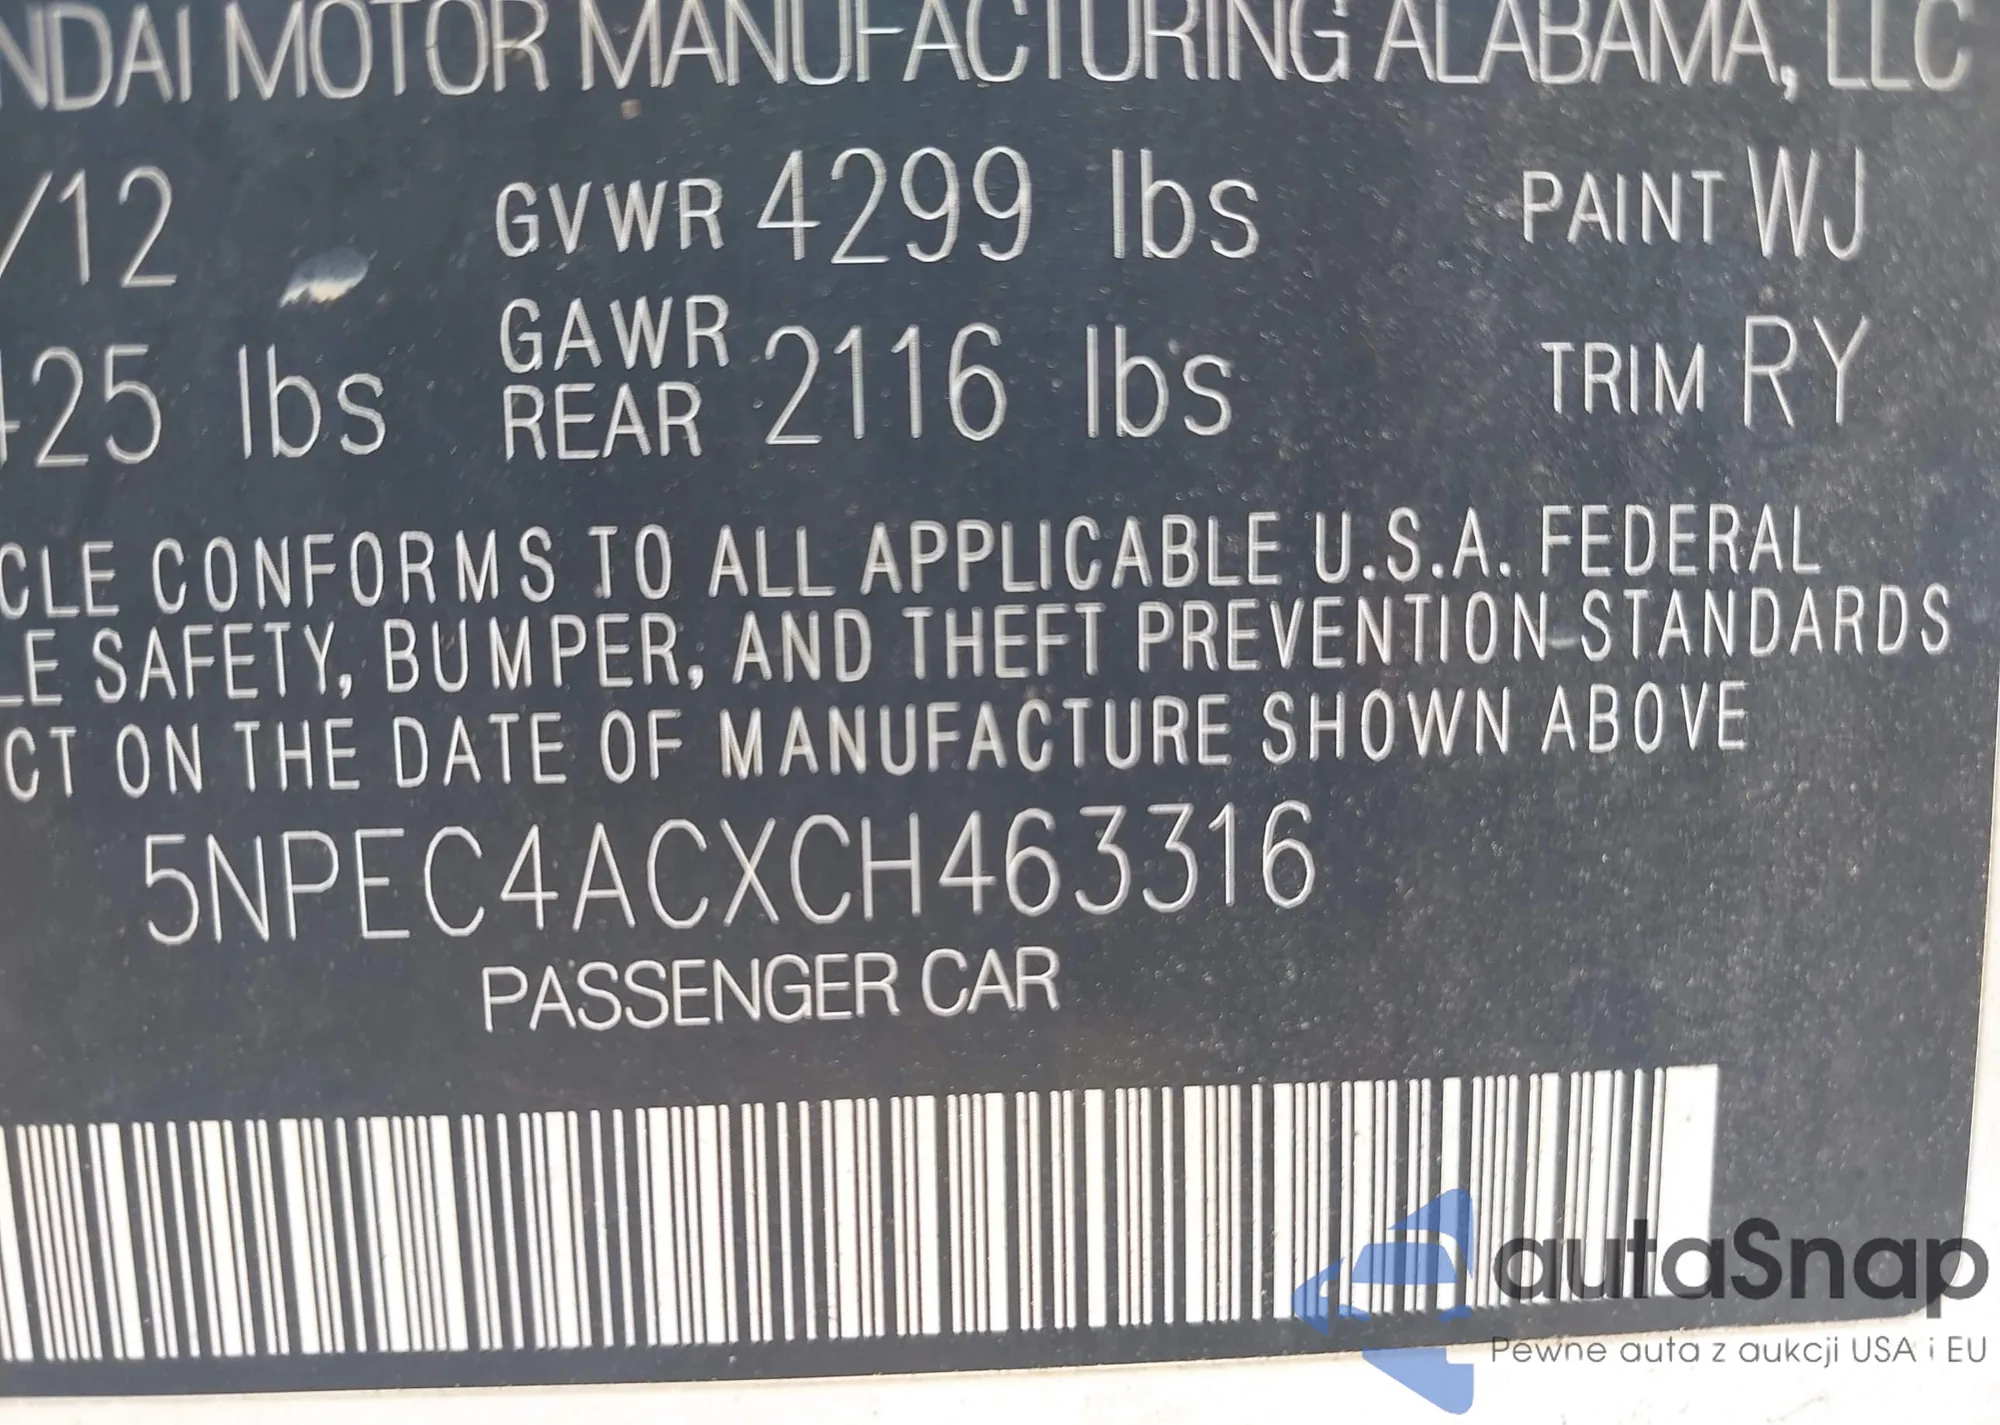 NDAI MOTOR MANUFACTURING ALABAMA, LLC
/12 GVWR 4299 lbs PAINT WJ
425 lbs GAWR REAR 2116 lbs TRIM RY
CLE CONFORMS TO ALL APPLICABLE U.S.A. FEDERAL
LE SAFETY, BUMPER, AND THEFT PREVENTION STANDARDS
CT ON THE DATE OF MANUFACTURE SHOWN ABOVE
5NPEC4ACXCH463316
PASSENGER CAR
autaSnap
Pewne auta z aukcji USA i EU